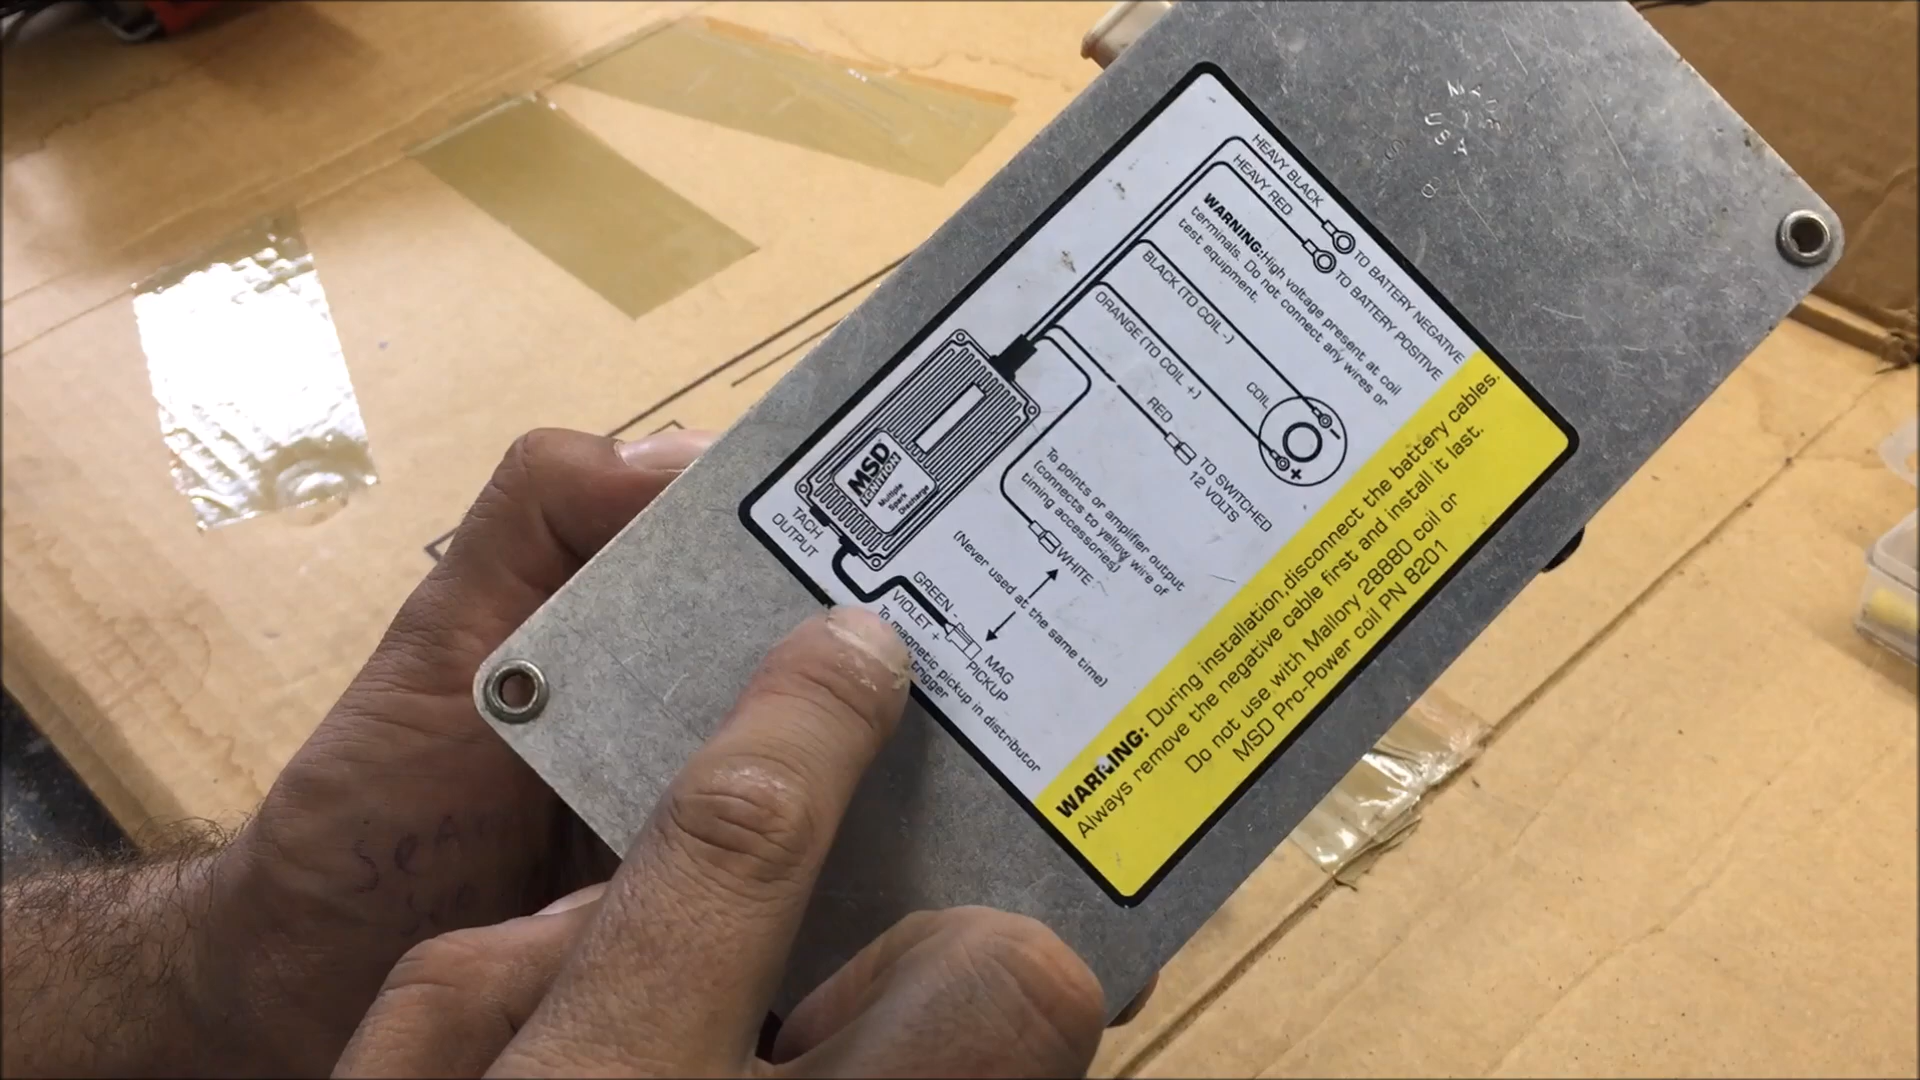 MADE
USA
HEAVY BLACK
TO BATTERY NEGATIVE
HEAVY RED
TO BATTERY POSITIVE
WARNING:High voltage present at coil
terminals. Do not connect any wires or
test equipment.
BLACK (TO COIL -)
ORANGE (TO COIL +)
COIL
-
+
RED
TO SWITCHED
12 VOLTS
To points or amplifier output
(connects to yellow wire of
timing accessories)
WHITE
(Never used at the same time)
MSD
IGNITION
Multiple
Spark
Discharge
TACH
OUTPUT
GREEN -
VIOLET +
MAG
PICKUP
To magnetic pickup in distributor
trigger
WARNING: During installation,disconnect the battery cables.
Always remove the negative cable first and install it last.
Do not use with Mallory 28880 coil or
MSD Pro-Power coil PN 8201